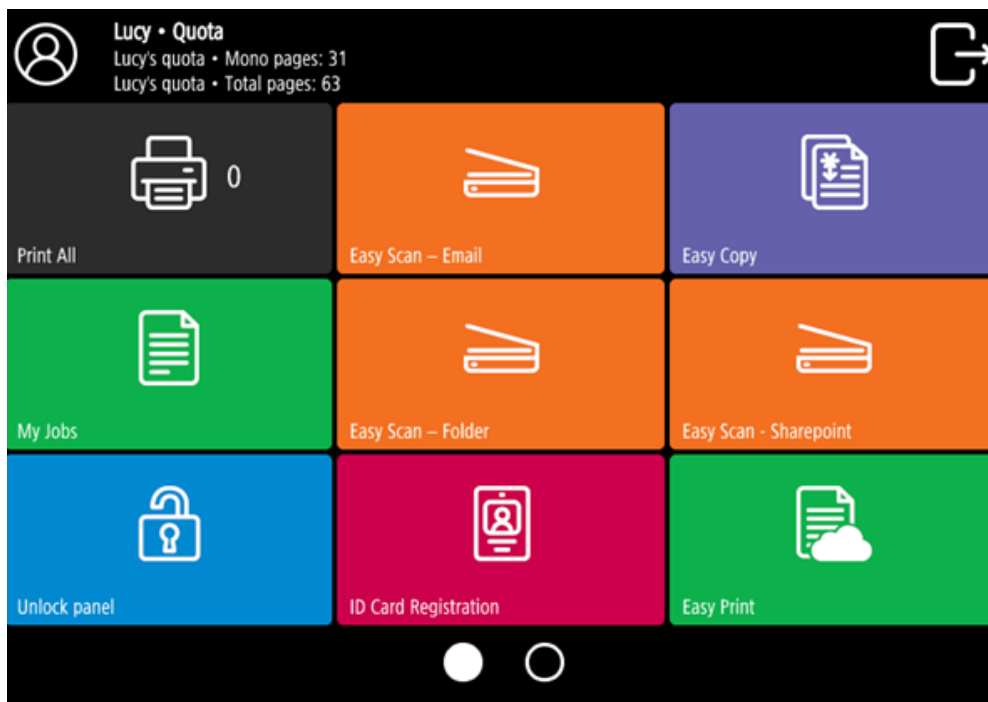 Lucy • Quota
Lucy's quota • Mono pages: 31
Lucy's quota • Total pages: 63
0
Print All
Easy Scan – Email
Easy Copy
My Jobs
Easy Scan – Folder
Easy Scan - Sharepoint
Unlock panel
ID Card Registration
Easy Print